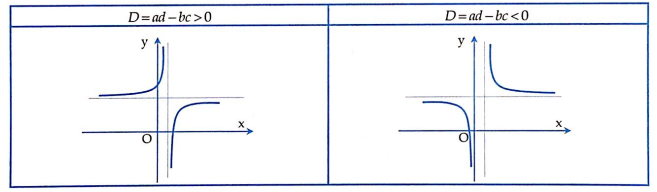 D = ad – bc > 0
D = ad – bc < 0
y
x
O
y
x
O